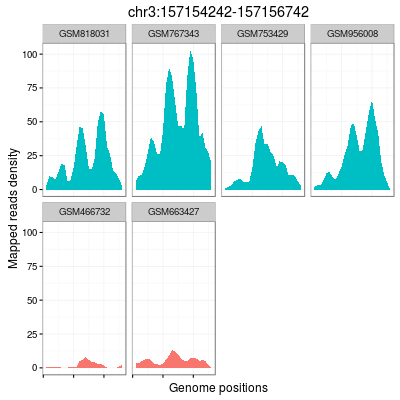 chr3:157154242-157156742
GSM818031 GSM767343 GSM753429 GSM956008
100
75
50
25
0
GSM466732 GSM663427
100
75
50
25
0
Mapped reads density
Genome positions